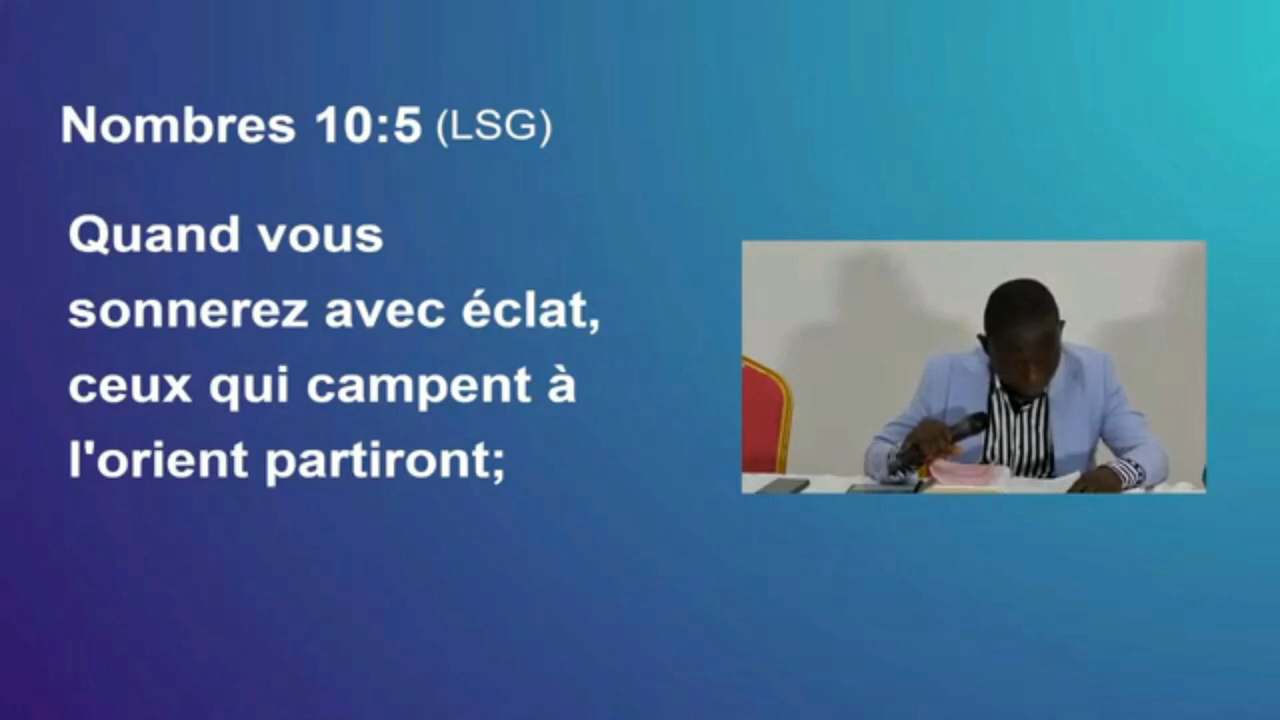 Nombres 10:5 (LSG)
Quand vous
sonnerez avec éclat,
ceux qui campent à
l'orient partiront;